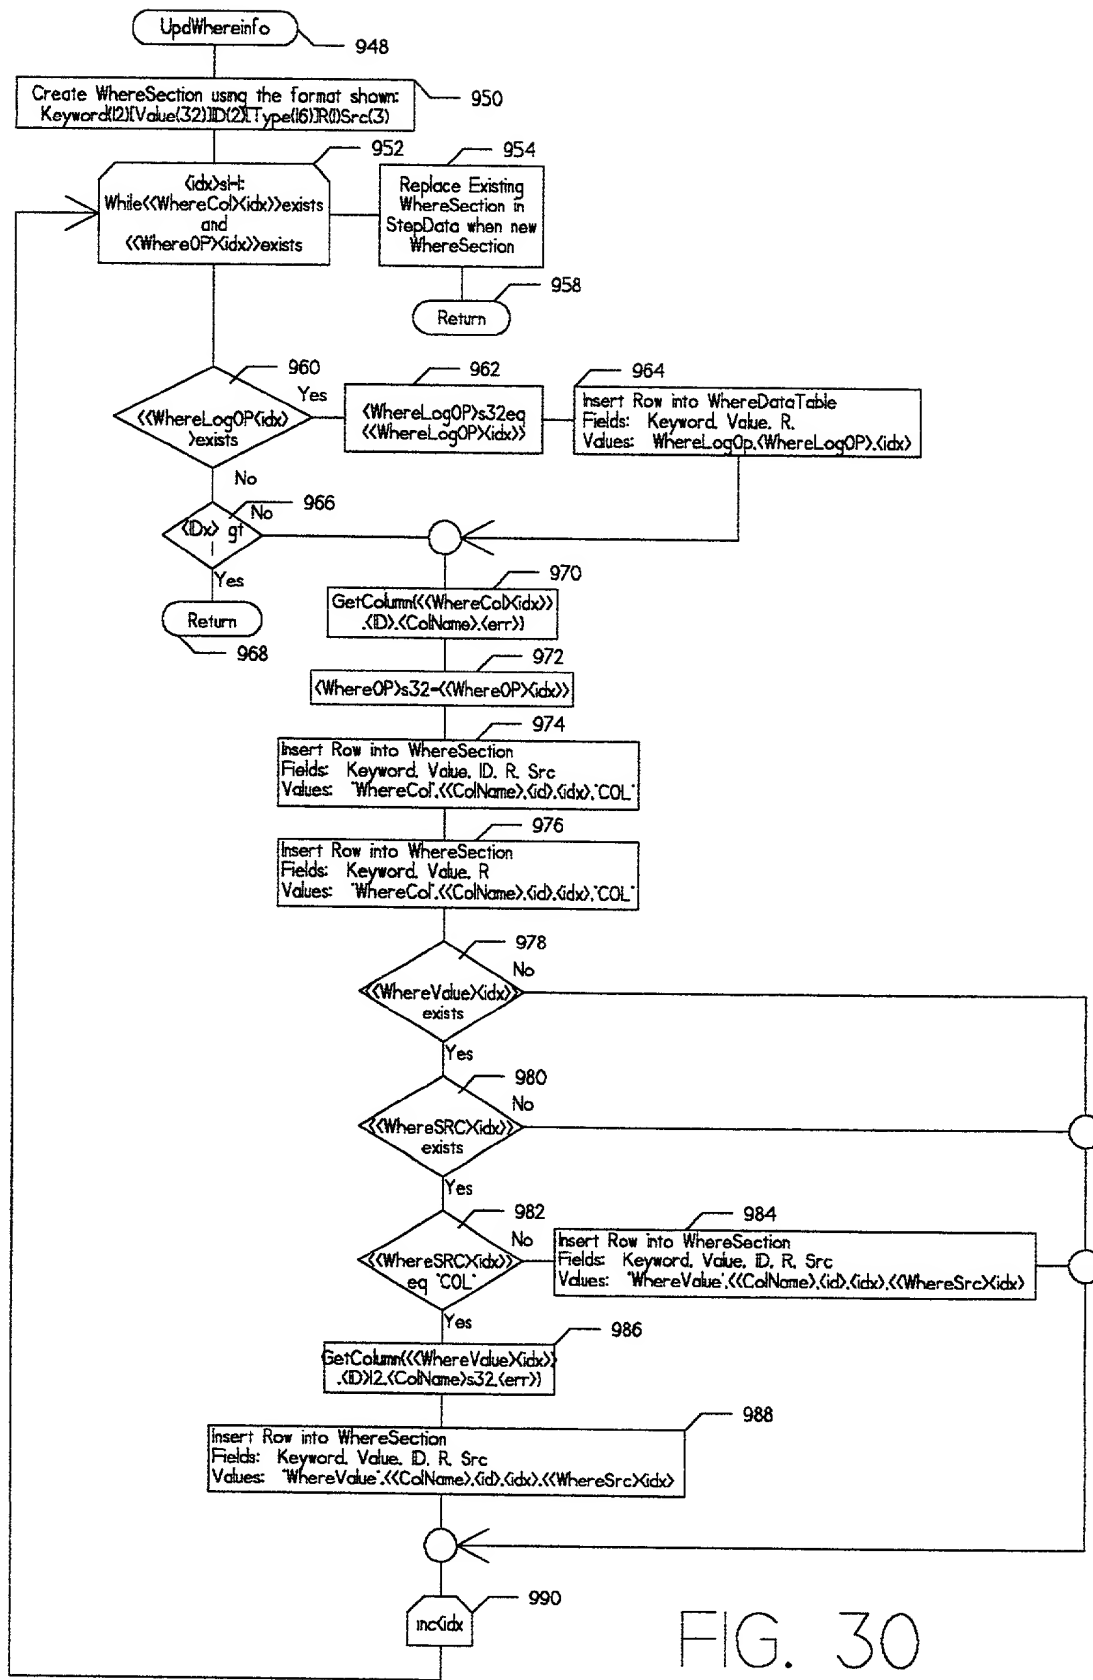 UpdWhereinfo
948
Create WhereSection using the format shown:
Keyword(12)[Value(32)]ID(2)[Type(16)]R(1)Src(3)
950
952
<idx>sl-1:
While<<WhereCol><idx>>exists
and
<<WhereOP><idx>>exists
954
Replace Existing
WhereSection in
StepData when new
WhereSection
958
Return
960
<<WhereLogOP<idx>
>exists
Yes
No
962
<WhereLogOP>s32eq
<<WhereLogOP><idx>>
964
Insert Row into WhereDataTable
Fields: Keyword, Value, R,
Values: WhereLogOp,<WhereLogOP>,<idx>
966
<IDx> gt
1
No
Yes
Return
968
970
GetColumn(<<WhereCol><idx>>
,<ID>,<ColName>,<err>)
972
<WhereOP>s32-<<WhereOP><idx>>
974
Insert Row into WhereSection
Fields: Keyword, Value, ID, R, Src
Values: "WhereCol",<<ColName>,<id>,<idx>,"COL"
976
Insert Row into WhereSection
Fields: Keyword, Value, R
Values: "WhereCol",<<ColName>,<id>,<idx>,"COL"
978
<<WhereValue><idx>>
exists
No
Yes
980
<<WhereSRC><idx>>
exists
No
Yes
982
<<WhereSRC><idx>>
eq "COL"
No
Yes
984
Insert Row into WhereSection
Fields: Keyword, Value, ID, R, Src
Values: "WhereValue",<<ColName>,<id>,<idx>,<<WhereSrc><idx>
986
GetColumn(<<WhereValue><idx>>
,<ID>12,<ColName>s32,<err>)
988
Insert Row into WhereSection
Fields: Keyword, Value, ID, R, Src
Values: "WhereValue",<<ColName>,<id>,<idx>,<<WhereSrc><idx>
990
inc<idx
FIG. 30